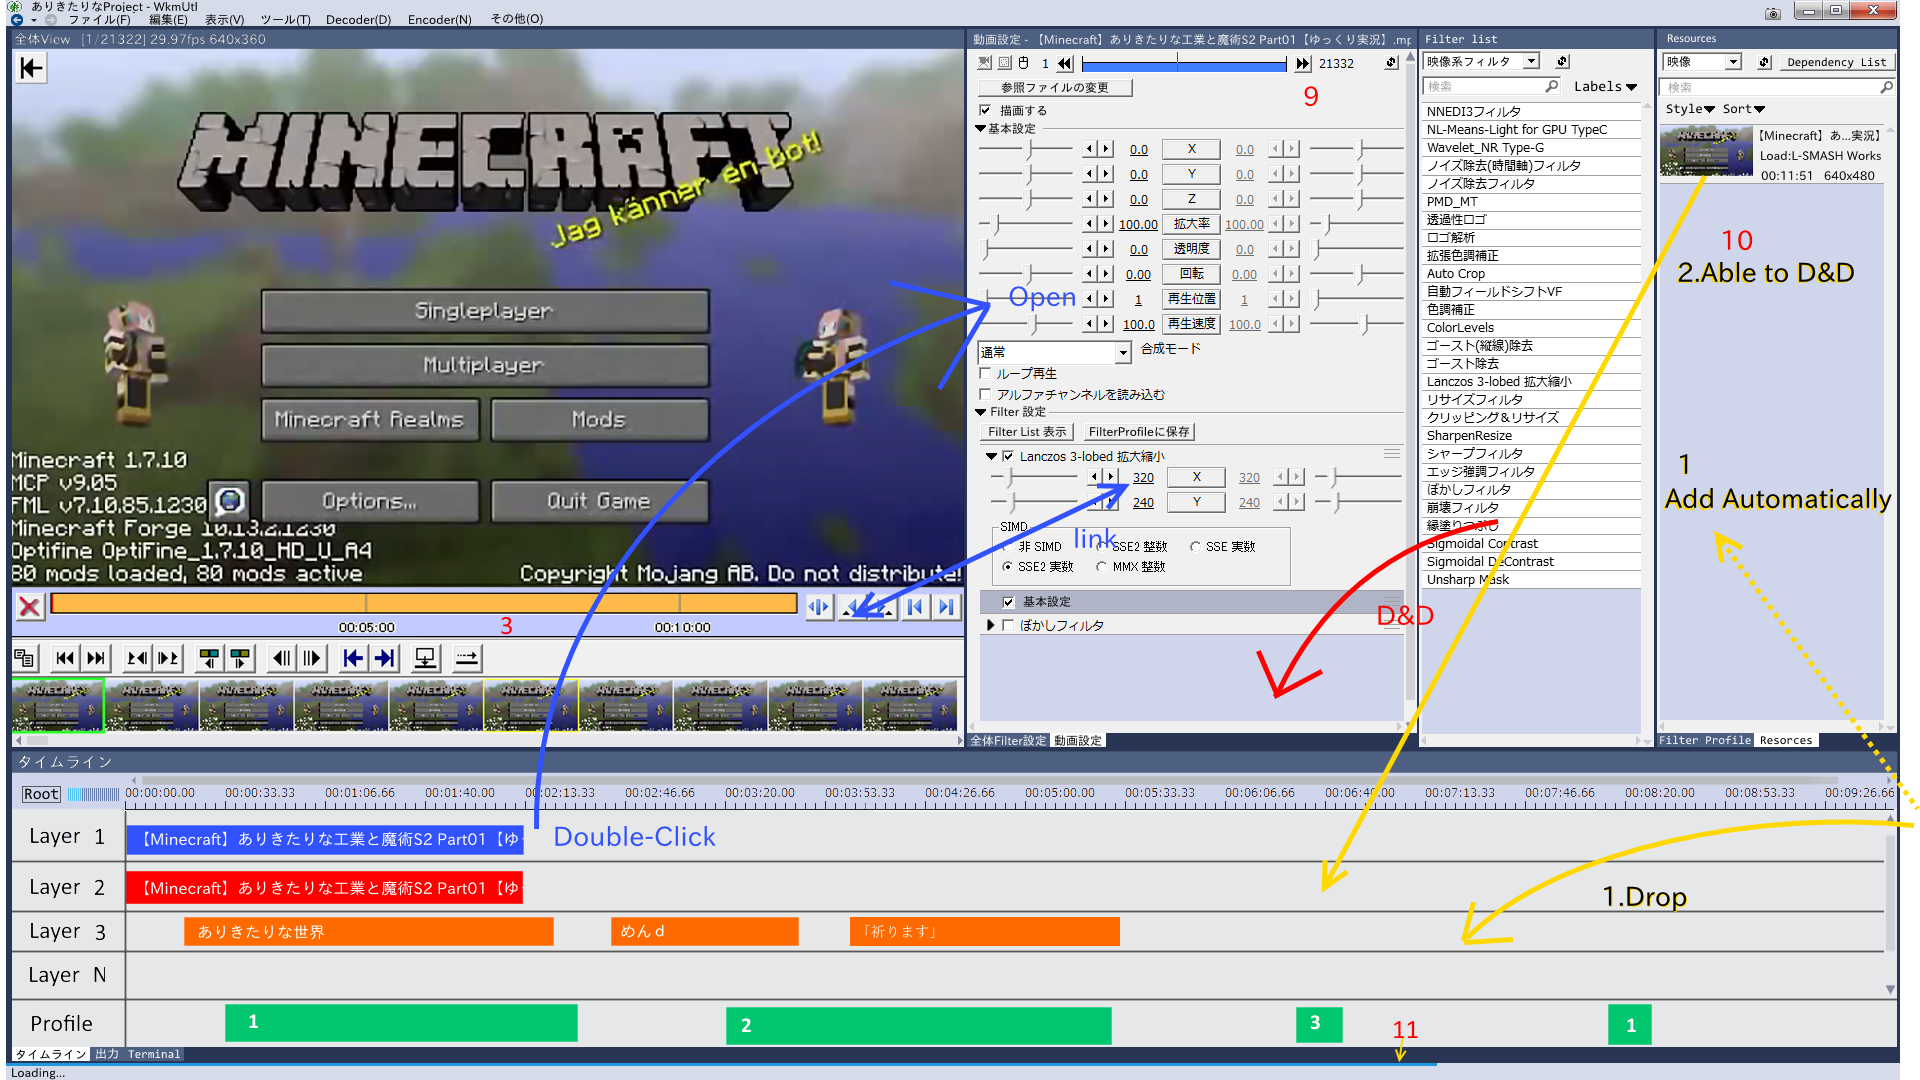 ありきたりなProject - WkmUtl
ファイル(F) 編集(E) 表示(V) ツール(T) Decoder(D) Encoder(N) その他(O)
全体View [1/21322] 29.97fps 640x360
MINECRAFT
Jag känner en bot!
Singleplayer
Multiplayer
Minecraft Realms
Mods
Options...
Quit Game
Minecraft 1.7.10
MCP v9.05
FML v7.10.85.1230
Minecraft Forge 10.13.2.1230
Optifine OptiFine_1.7.10_HD_U_A4
80 mods loaded, 80 mods active
Copyright Mojang AB. Do not distribute!
00:05:00
3
00:10:00
動画設定 - 【Minecraft】ありきたりな工業と魔術S2 Part01【ゆっくり実況】.mp
1
21332
9
参照ファイルの変更
描画する
基本設定
0.0 X 0.0
0.0 Y 0.0
0.0 Z 0.0
100.00 拡大率 100.00
0.0 透明度 0.0
0.00 回転 0.00
1 再生位置 1
100.0 再生速度 100.0
Open
通常 合成モード
ループ再生
アルファチャンネルを読み込む
Filter 設定
Filter List 表示 FilterProfileに保存
Lanczos 3-lobed 拡大縮小
320 X 320
240 Y 240
link
SIMD
非 SIMD SSE2 整数 SSE 実数
SSE2 実数 MMX 整数
基本設定
ぼかしフィルタ
D&D
全体Filter設定 動画設定
Filter list
映像系フィルタ
検索 Labels
NNEDI3フィルタ
NL-Means-Light for GPU TypeC
Wavelet_NR Type-G
ノイズ除去(時間軸)フィルタ
ノイズ除去フィルタ
PMD_MT
透過性ロゴ
ロゴ解析
拡張色調補正
Auto Crop
自動フィールドシフトVF
色調補正
ColorLevels
ゴースト(縦線)除去
ゴースト除去
Lanczos 3-lobed 拡大縮小
リサイズフィルタ
クリッピング＆リサイズ
SharpenResize
シャープフィルタ
エッジ強調フィルタ
ぼかしフィルタ
崩壊フィルタ
縁塗りつぶし
Sigmoidal Contrast
Sigmoidal DeContrast
Unsharp Mask
Resources
映像 Dependency List
検索
Style Sort
【Minecraft】あ...実況】
Load:L-SMASH Works
00:11:51 640x480
10
2.Able to D&D
1
Add Automatically
Filter Profile Resorces
タイムライン
Root 00:00:00.00 00:00:33.33 00:01:06.66 00:01:40.00 00:02:13.33 00:02:46.66 00:03:20.00 00:03:53.33 00:04:26.66 00:05:00.00 00:05:33.33 00:06:06.66 00:06:40.00 00:07:13.33 00:07:46.66 00:08:20.00 00:08:53.33 00:09:26.66
Layer 1 【Minecraft】ありきたりな工業と魔術S2 Part01【ゆ
Double-Click
Layer 2 【Minecraft】ありきたりな工業と魔術S2 Part01【ゆ
1.Drop
Layer 3 ありきたりな世界 めんｄ 「祈ります」
Layer N
Profile 1 2 3 1
11
タイムライン 出力 Terminal
Loading...